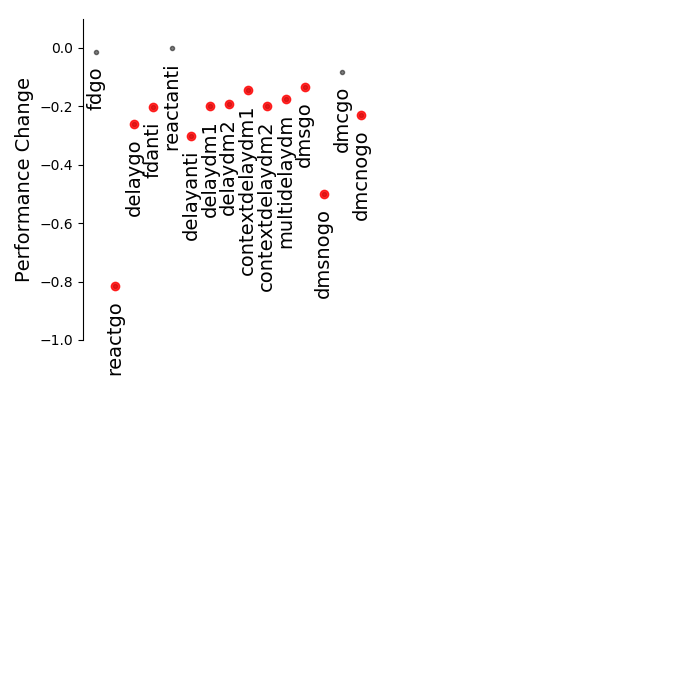 Performance Change
0.0
−0.2
−0.4
−0.6
−0.8
−1.0
fdgo
reactgo
delaygo
fdanti
reactanti
delayanti
delaydm1
delaydm2
contextdelaydm1
contextdelaydm2
multidelaydm
dmsgo
dmsnogo
dmcgo
dmcnogo